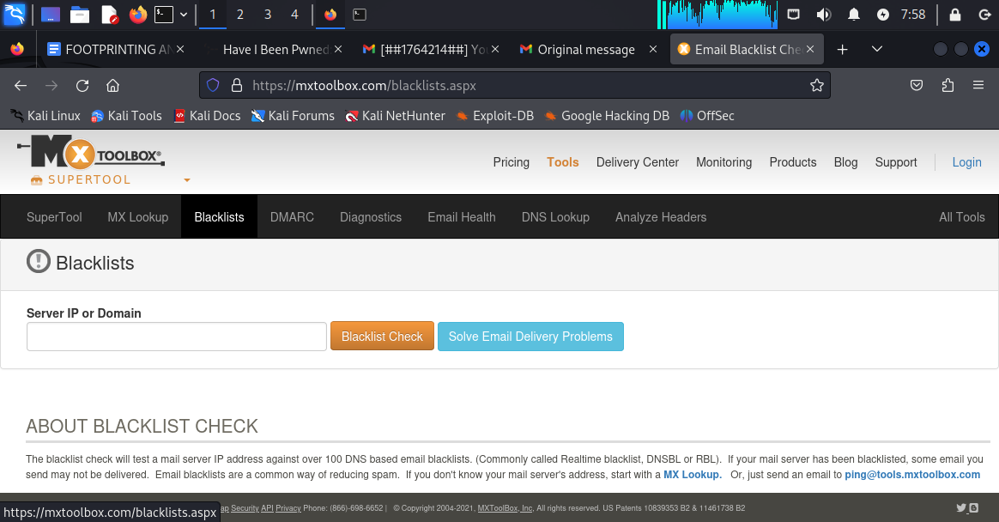 1 2 3 4 7:58
FOOTPRINTING AN
Have I Been Pwned
[##1764214##] You
Original message
Email Blacklist Che
https://mxtoolbox.com/blacklists.aspx
Kali Linux Kali Tools Kali Docs Kali Forums Kali NetHunter Exploit-DB Google Hacking DB OffSec
MX TOOLBOX®
SUPERTOOL
Pricing Tools Delivery Center Monitoring Products Blog Support Login
SuperTool MX Lookup Blacklists DMARC Diagnostics Email Health DNS Lookup Analyze Headers All Tools
Blacklists
Server IP or Domain
Blacklist Check Solve Email Delivery Problems
ABOUT BLACKLIST CHECK
The blacklist check will test a mail server IP address against over 100 DNS based email blacklists. (Commonly called Realtime blacklist, DNSBL or RBL). If your mail server has been blacklisted, some email you
send may not be delivered. Email blacklists are a common way of reducing spam. If you don't know your mail server's address, start with a MX Lookup. Or, just send an email to ping@tools.mxtoolbox.com
https://mxtoolbox.com/blacklists.aspx
ap Security API Privacy Phone: (866)-698-6652 | © Copyright 2004-2021, MXToolBox, Inc, All rights reserved. US Patents 10839353 B2 & 11461738 B2